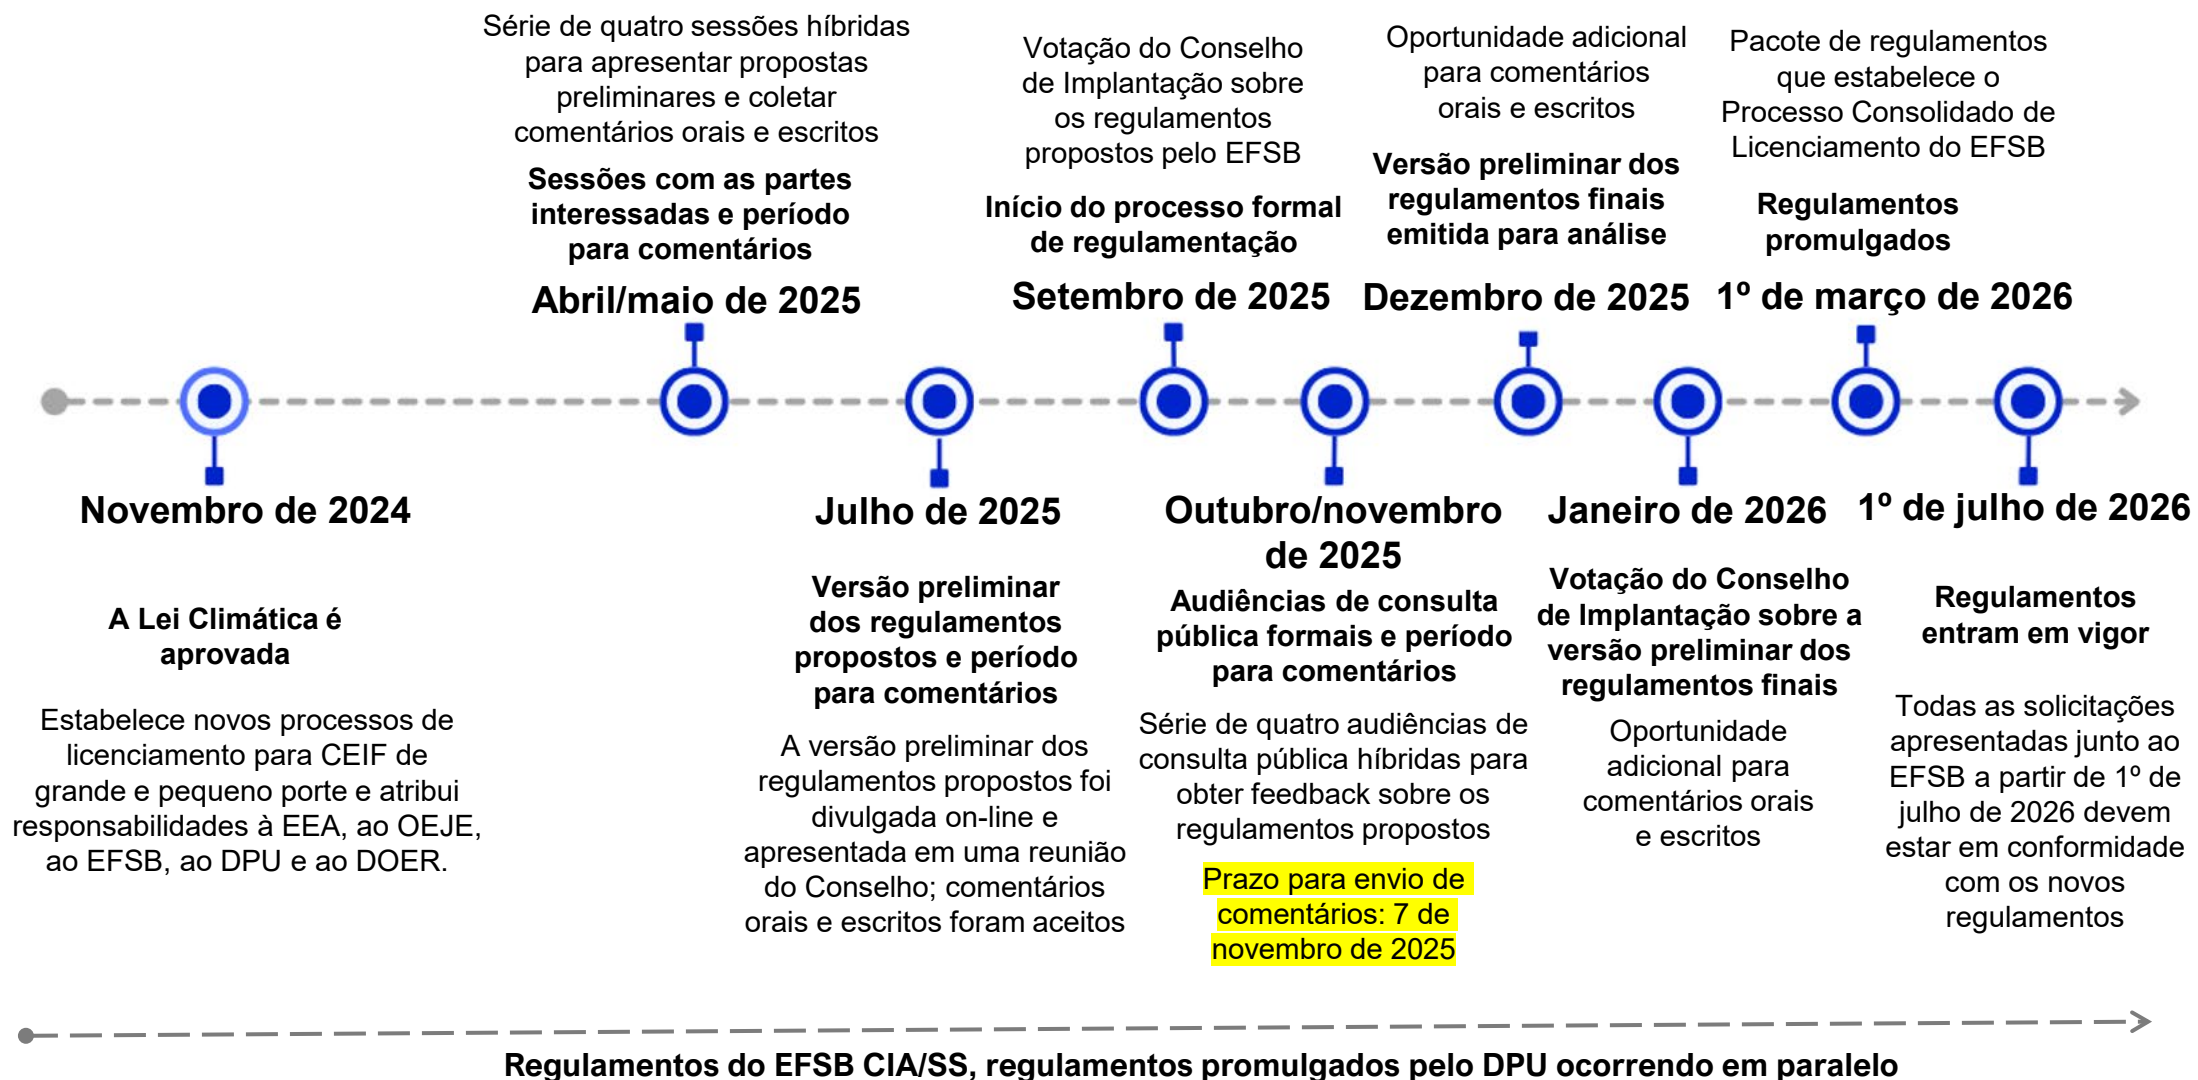 Série de quatro sessões híbridas
para apresentar propostas
preliminares e coletar
comentários orais e escritos
Sessões com as partes
interessadas e período
para comentários
Abril/maio de 2025
Votação do Conselho
de Implantação sobre
os regulamentos
propostos pelo EFSB
Início do processo formal
de regulamentação
Setembro de 2025
Oportunidade adicional
para comentários
orais e escritos
Versão preliminar dos
regulamentos finais
emitida para análise
Dezembro de 2025
Pacote de regulamentos
que estabelece o
Processo Consolidado de
Licenciamento do EFSB
Regulamentos
promulgados
1º de março de 2026
Novembro de 2024
A Lei Climática é
aprovada
Estabelece novos processos de
licenciamento para CEIF de
grande e pequeno porte e atribui
responsabilidades à EEA, ao OEJE,
ao EFSB, ao DPU e ao DOER.
Julho de 2025
Versão preliminar
dos regulamentos
propostos e período
para comentários
A versão preliminar dos
regulamentos propostos foi
divulgada on-line e
apresentada em uma reunião
do Conselho; comentários
orais e escritos foram aceitos
Outubro/novembro
de 2025
Audiências de consulta
pública formais e período
para comentários
Série de quatro audiências de
consulta pública híbridas para
obter feedback sobre os
regulamentos propostos
Prazo para envio de
comentários: 7 de
novembro de 2025
Janeiro de 2026
Votação do Conselho
de Implantação sobre a
versão preliminar dos
regulamentos finais
Oportunidade
adicional para
comentários orais
e escritos
1º de julho de 2026
Regulamentos
entram em vigor
Todas as solicitações
apresentadas junto ao
EFSB a partir de 1º de
julho de 2026 devem
estar em conformidade
com os novos
regulamentos
Regulamentos do EFSB CIA/SS, regulamentos promulgados pelo DPU ocorrendo em paralelo